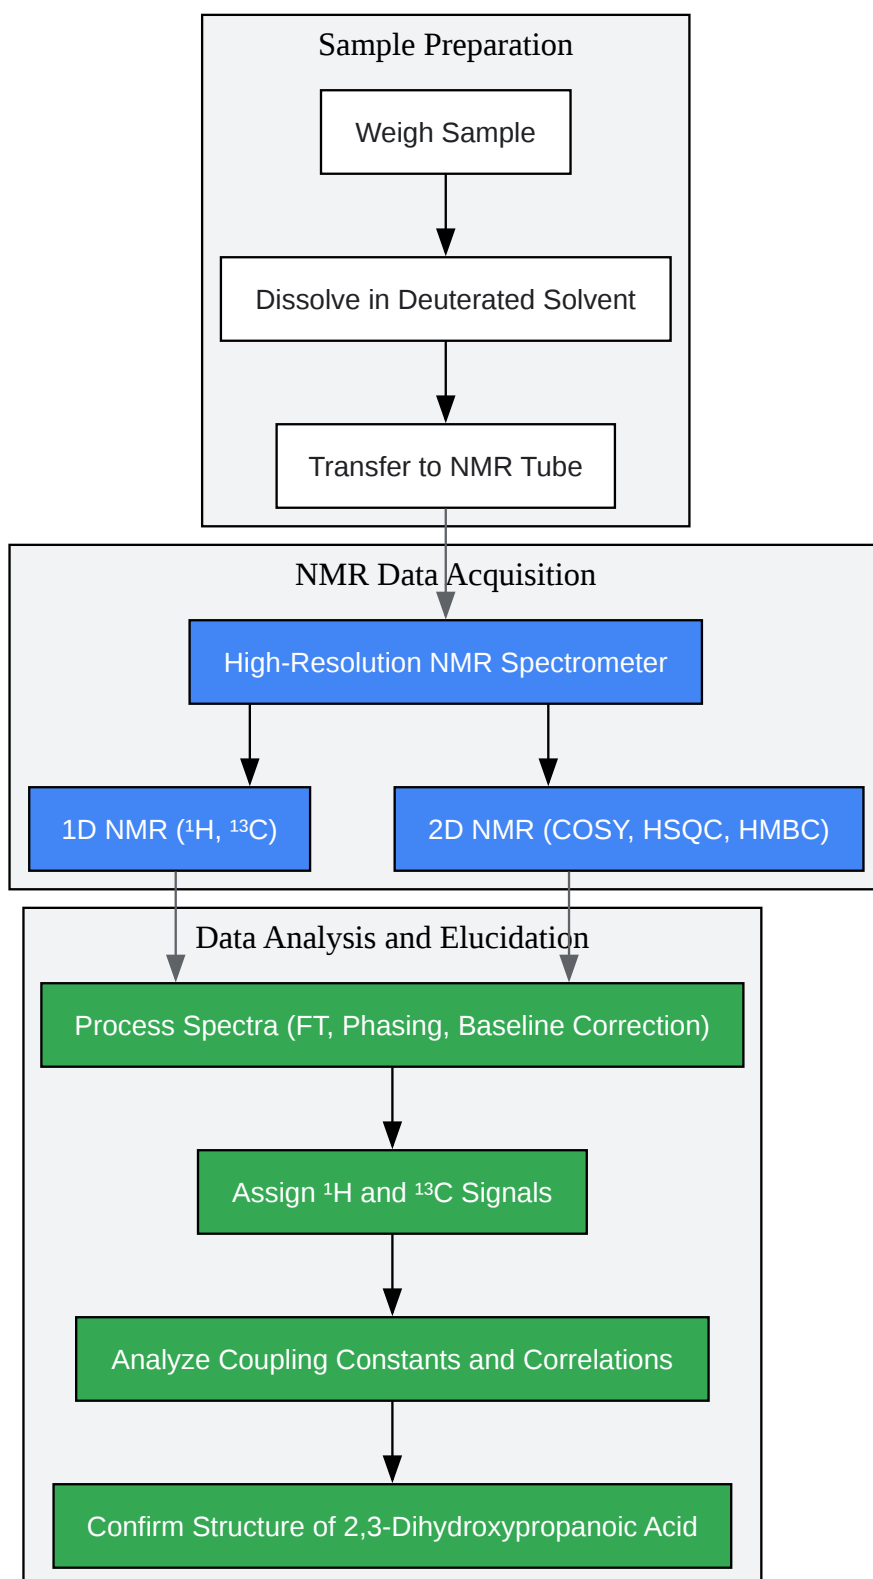 Sample Preparation
Weigh Sample
Dissolve in Deuterated Solvent
Transfer to NMR Tube
NMR Data Acquisition
High-Resolution NMR Spectrometer
1D NMR (¹H, ¹³C)
2D NMR (COSY, HSQC, HMBC)
Data Analysis and Elucidation
Process Spectra (FT, Phasing, Baseline Correction)
Assign ¹H and ¹³C Signals
Analyze Coupling Constants and Correlations
Confirm Structure of 2,3-Dihydroxypropanoic Acid